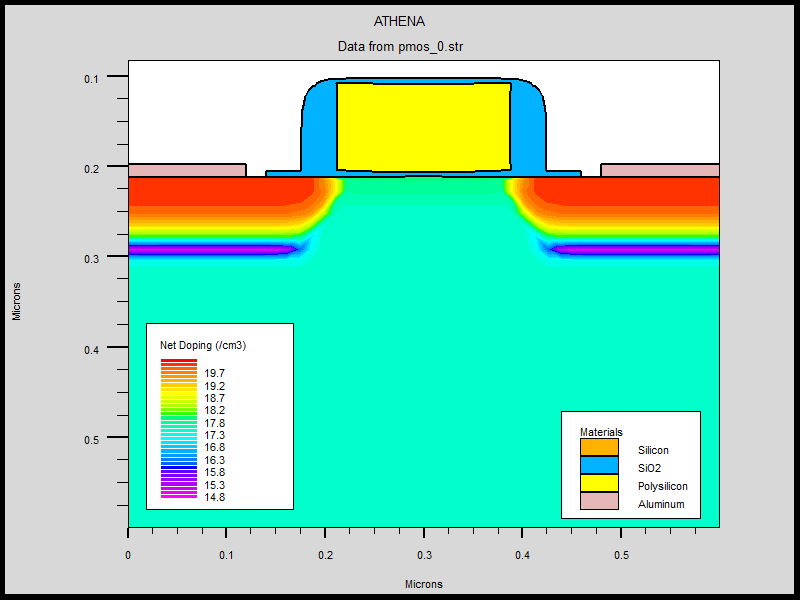 ATHENA
Data from pmos_0.str
0.1
0.2
0.3
0.4
0.5
Microns
Net Doping (/cm3)
19.7
19.2
18.7
18.2
17.8
17.3
16.8
16.3
15.8
15.3
14.8
Materials
Silicon
SiO2
Polysilicon
Aluminum
0 0.1 0.2 0.3 0.4 0.5
Microns